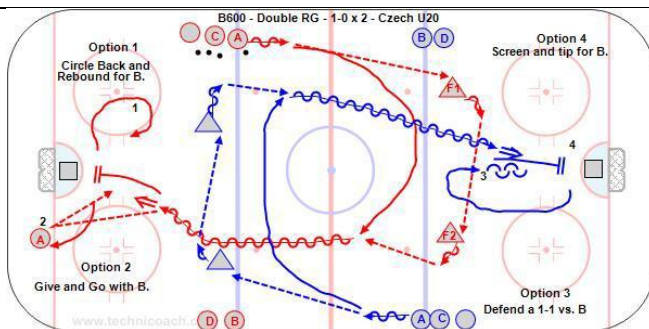 B600 - Double RG - 1-0 x 2 - Czech U20
C A
B D
Option 1
Circle Back and
Rebound for B.
Option 4
Screen and tip for B.
F1
1
4
3
2
A
F2
Option 2
Give and Go with B.
Option 3
Defend a 1-1 vs. B
www.technicoach.c
D B
A C